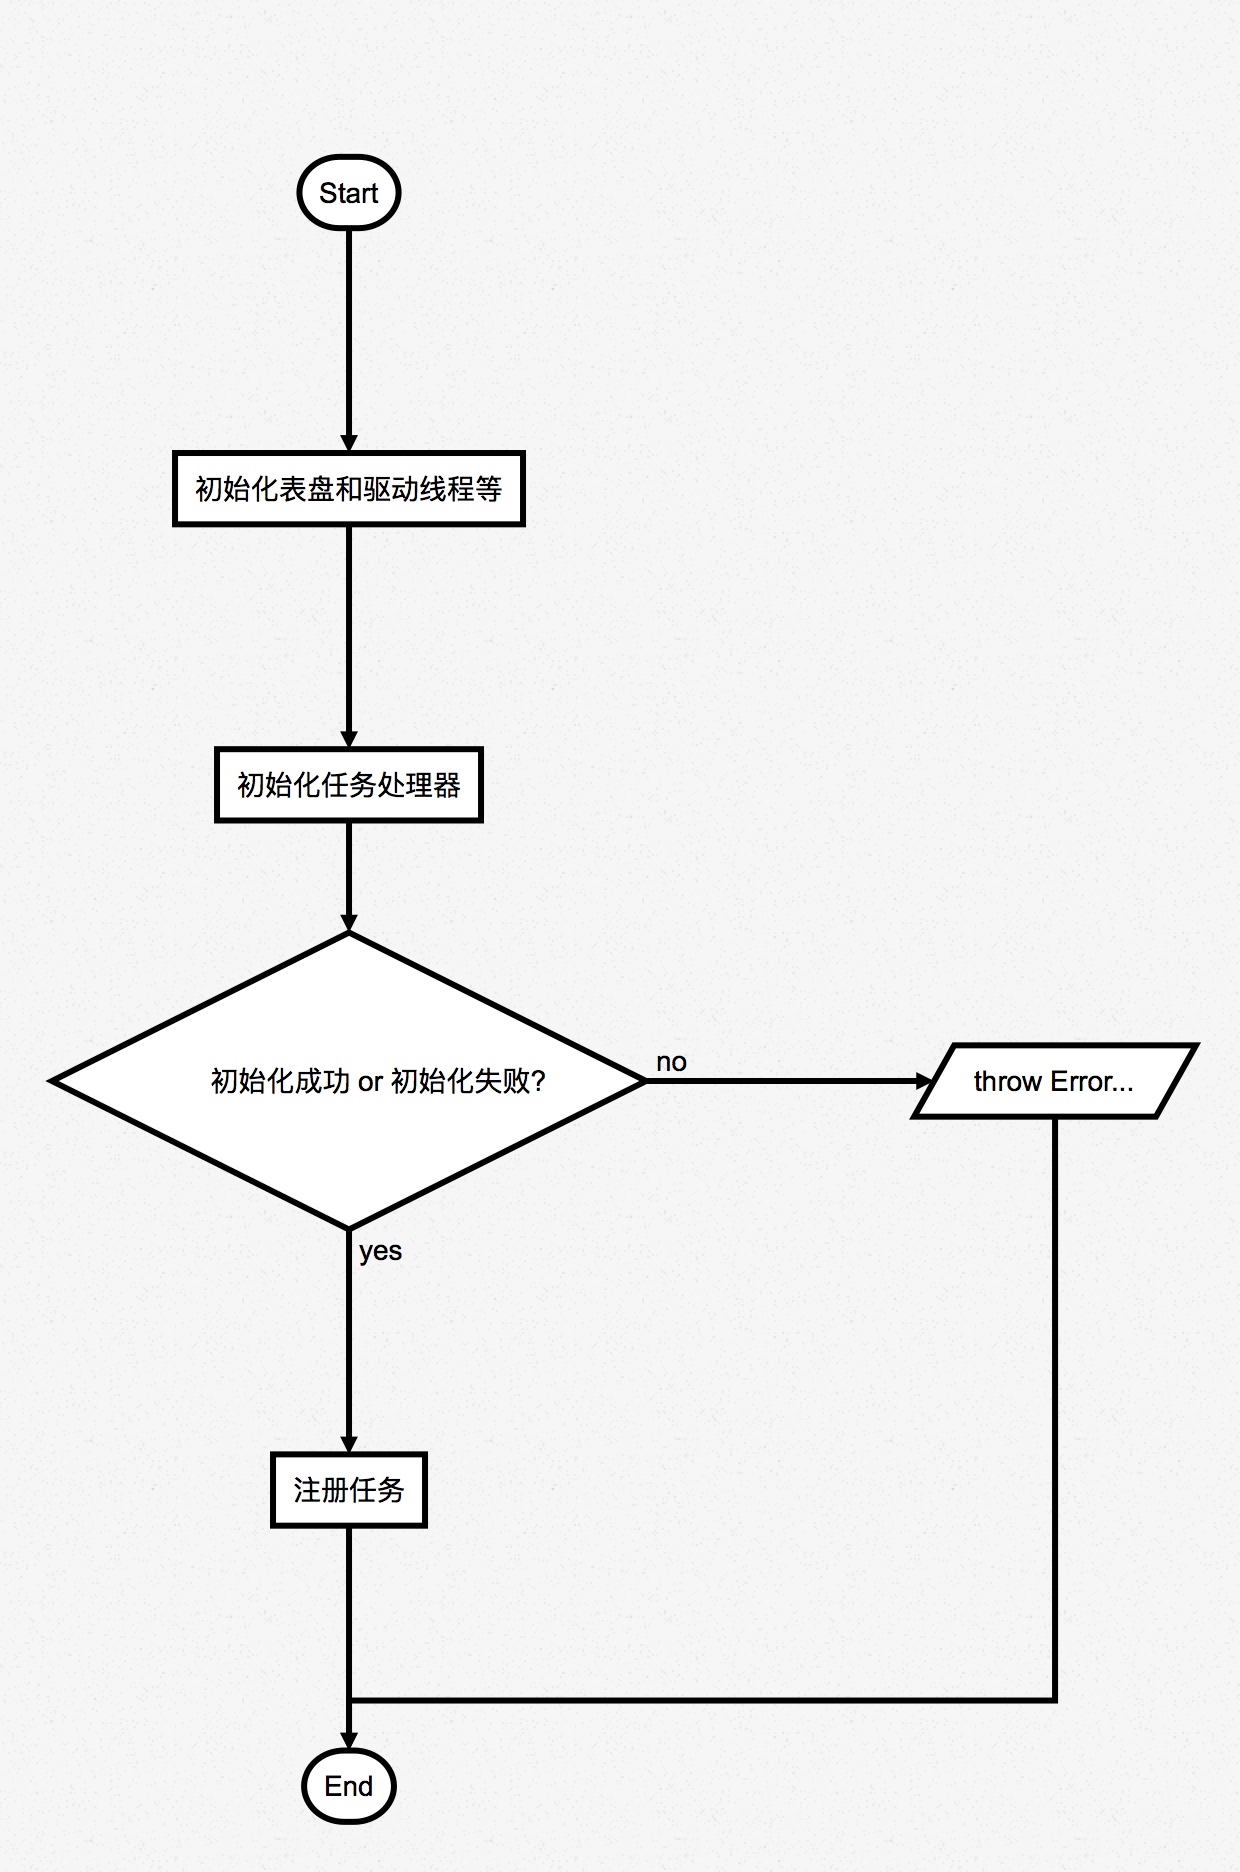 Start
初始化表盘和驱动线程等
初始化任务处理器
初始化成功 or 初始化失败?
no
throw Error...
yes
注册任务
End